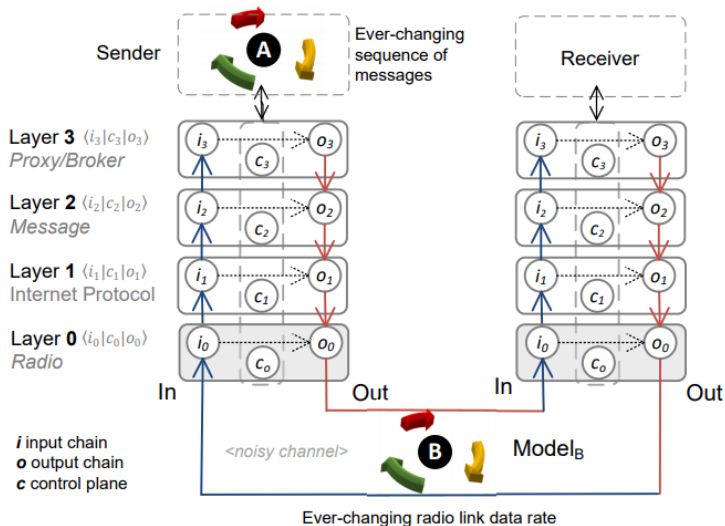 Sender
A
Ever-changing
sequence of
messages
Receiver
Layer 3 ⟨i₃|c₃|o₃⟩
Proxy/Broker
i₃
c₃
o₃
i₃
c₃
o₃
Layer 2 ⟨i₂|c₂|o₂⟩
Message
i₂
c₂
o₂
i₂
c₂
o₂
Layer 1 ⟨i₁|c₁|o₁⟩
Internet Protocol
i₁
c₁
o₁
i₁
c₁
o₁
Layer 0 ⟨i₀|c₀|o₀⟩
Radio
i₀
cₒ
o₀
i₀
cₒ
o₀
In
Out
In
Out
i input chain
o output chain
c control plane
<noisy channel>
B
Model_B
Ever-changing radio link data rate